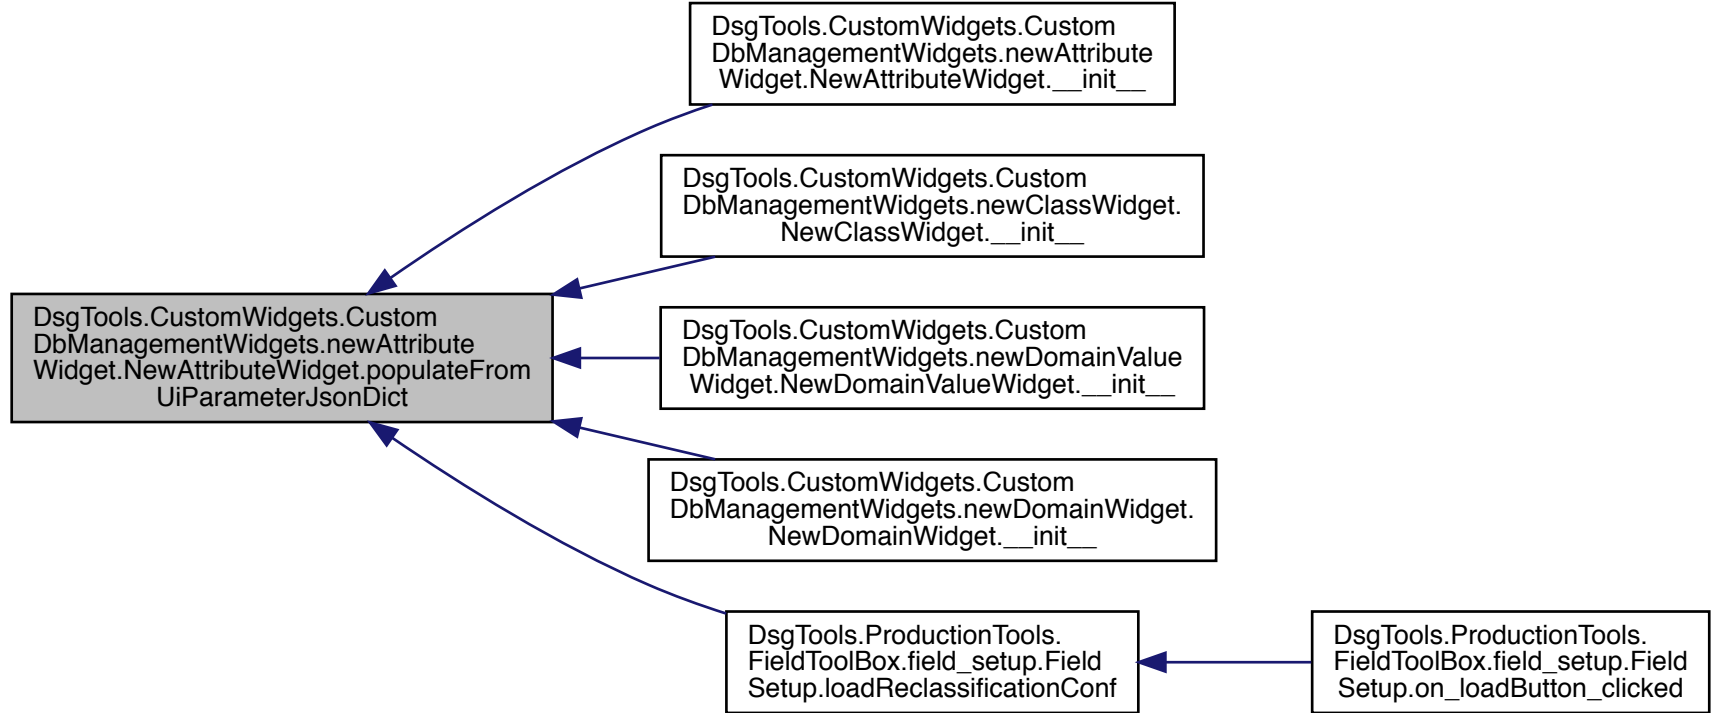 DsgTools.CustomWidgets.Custom
DbManagementWidgets.newAttribute
Widget.NewAttributeWidget.__init__
DsgTools.CustomWidgets.Custom
DbManagementWidgets.newClassWidget.
NewClassWidget.__init__
DsgTools.CustomWidgets.Custom
DbManagementWidgets.newAttribute
Widget.NewAttributeWidget.populateFrom
UiParameterJsonDict
DsgTools.CustomWidgets.Custom
DbManagementWidgets.newDomainValue
Widget.NewDomainValueWidget.__init__
DsgTools.CustomWidgets.Custom
DbManagementWidgets.newDomainWidget.
NewDomainWidget.__init__
DsgTools.ProductionTools.
FieldToolBox.field_setup.Field
Setup.loadReclassificationConf
DsgTools.ProductionTools.
FieldToolBox.field_setup.Field
Setup.on_loadButton_clicked